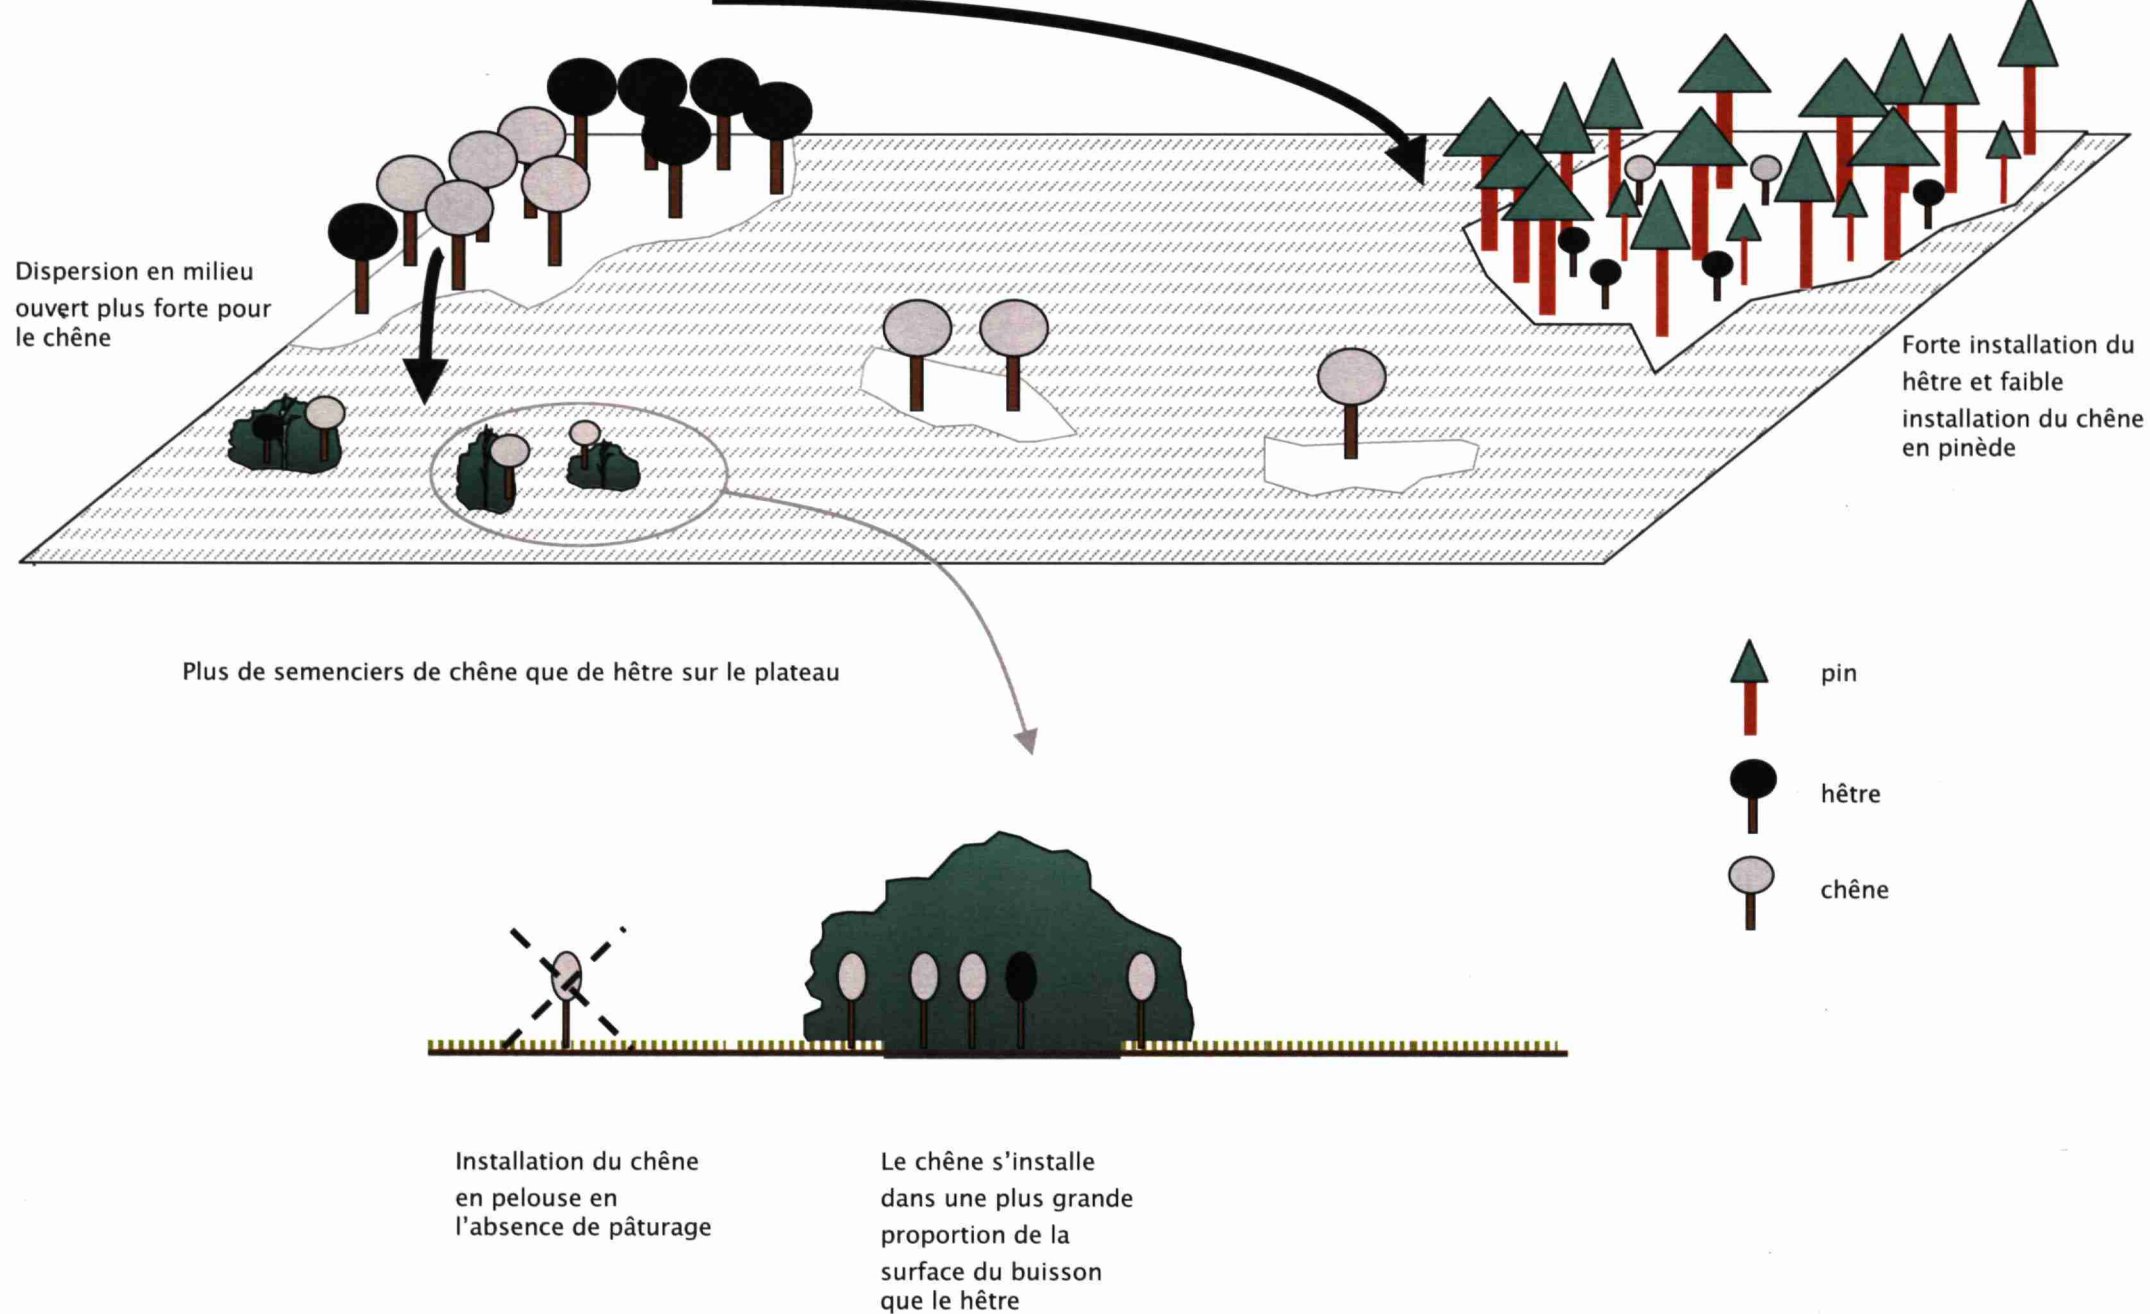 Dispersion en milieu
ouvert plus forte pour
le chêne
Forte installation du
hêtre et faible
installation du chêne
en pinède
Plus de semenciers de chêne que de hêtre sur le plateau
pin
hêtre
chêne
Installation du chêne
en pelouse en
l'absence de pâturage
Le chêne s'installe
dans une plus grande
proportion de la
surface du buisson
que le hêtre